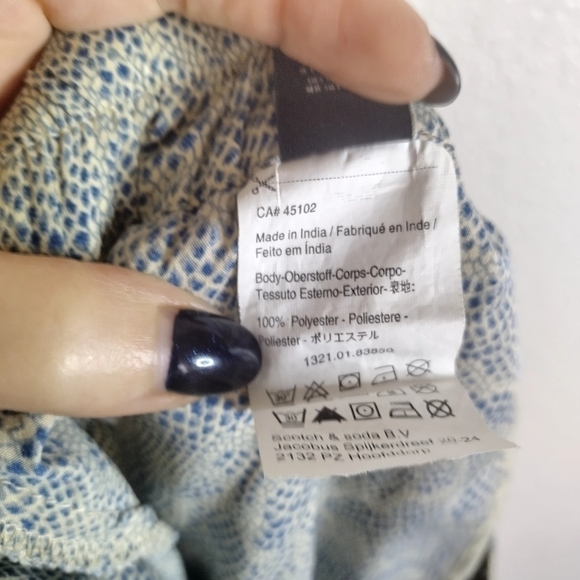 CA# 45102
Made in India / Fabriqué en Inde /
Feito em Índia
Body-Oberstoff-Corps-Corpo-
Tessuto Esterno-Exterior-表地:
100% Polyester - Poliestere -
Poliester - ポリエステル
Scotch & soda B.V
Jacobus Spijkerdreef 20-24
2132 PZ Hoofddorp